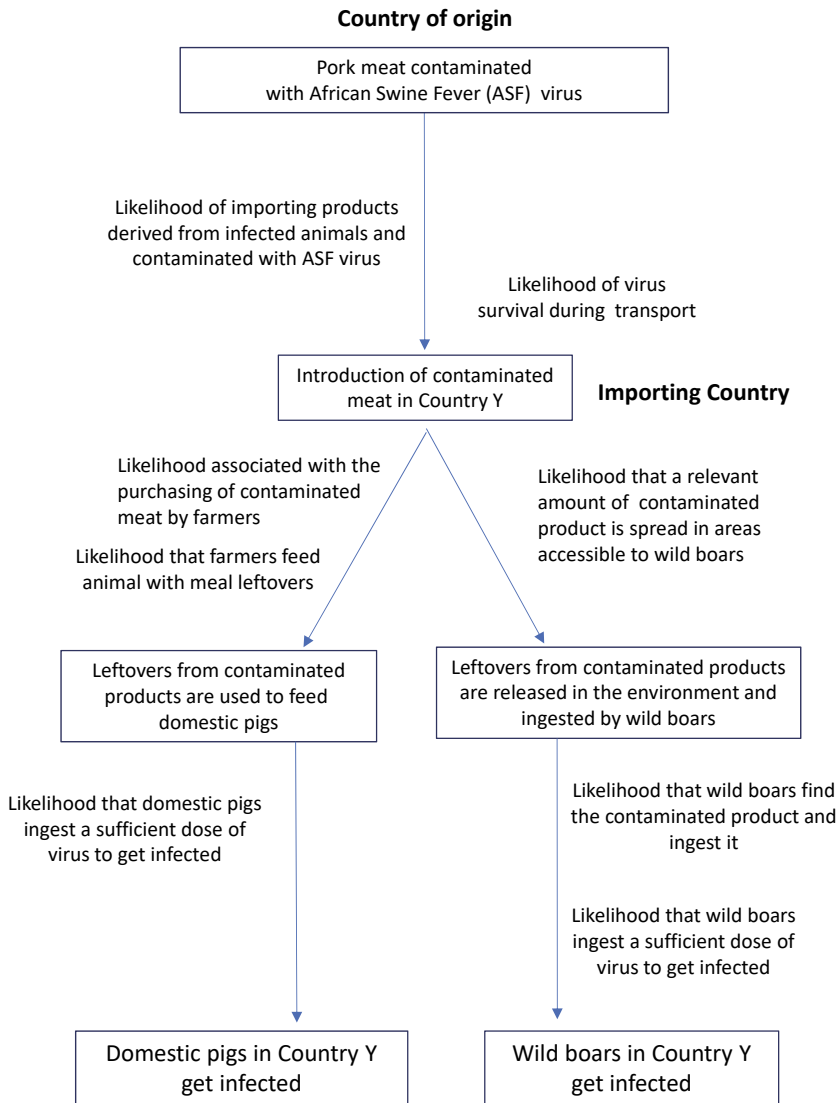 Country of origin
Pork meat contaminated
with African Swine Fever (ASF) virus
Likelihood of importing products
derived from infected animals and
contaminated with ASF virus
Likelihood of virus
survival during transport
Introduction of contaminated
meat in Country Y
Importing Country
Likelihood associated with the
purchasing of contaminated
meat by farmers
Likelihood that farmers feed
animal with meal leftovers
Likelihood that a relevant
amount of contaminated
product is spread in areas
accessible to wild boars
Leftovers from contaminated
products are used to feed
domestic pigs
Leftovers from contaminated products
are released in the environment and
ingested by wild boars
Likelihood that domestic pigs
ingest a sufficient dose of
virus to get infected
Likelihood that wild boars find
the contaminated product and
ingest it
Likelihood that wild boars
ingest a sufficient dose of
virus to get infected
Domestic pigs in Country Y
get infected
Wild boars in Country Y
get infected